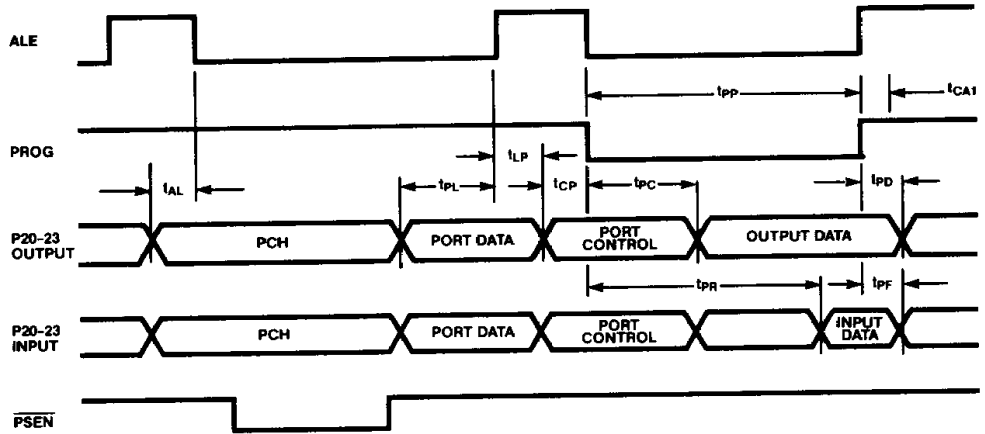 ALE
tPP
tCA1
PROG
tLP
tAL
tPL
tCP
tPC
tPD
P20-23
OUTPUT
PCH
PORT DATA
PORT
CONTROL
OUTPUT DATA
tPR
tPF
P20-23
INPUT
PCH
PORT DATA
PORT
CONTROL
INPUT
DATA
PSEN